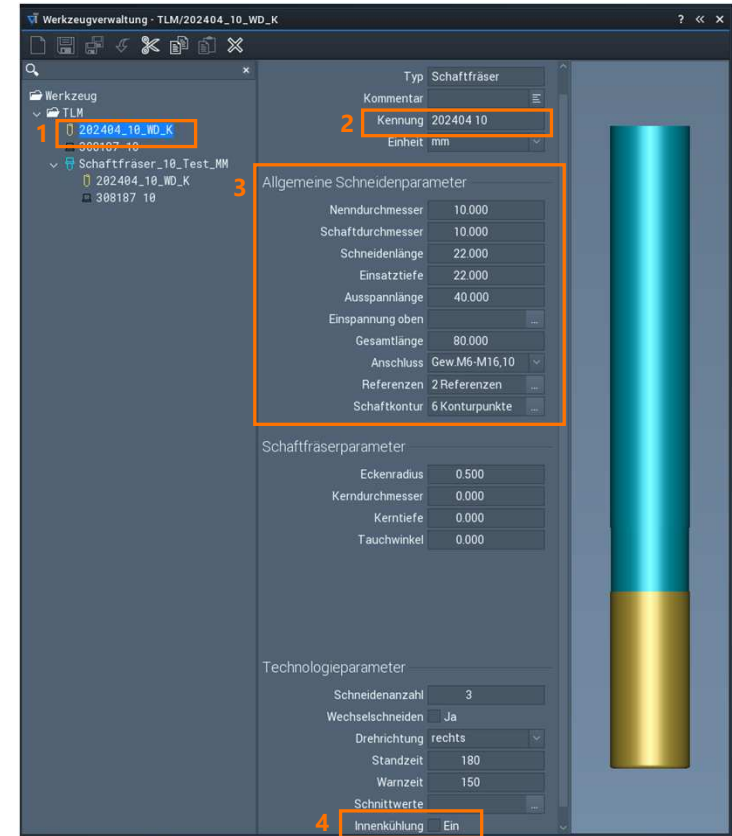 Werkzeugverwaltung - TLM/202404_10_WD_K ? « ×
×
Werkzeug
TLM
1 202404_10_WD_K
308187 10
Schaftfräser_10_Test_MM
202404_10_WD_K
308187 10
Typ Schaftfräser
Kommentar
2 Kennung 202404 10
Einheit mm
3 Allgemeine Schneidenparameter
Nenndurchmesser 10.000
Schaftdurchmesser 10.000
Schneidenlänge 22.000
Einsatztiefe 22.000
Ausspannlänge 40.000
Einspannung oben ...
Gesamtlänge 80.000
Anschluss Gew.M6-M16,10
Referenzen 2 Referenzen ...
Schaftkontur 6 Konturpunkte ...
Schaftfräserparameter
Eckenradius 0.500
Kerndurchmesser 0.000
Kerntiefe 0.000
Tauchwinkel 0.000
Technologieparameter
Schneidenanzahl 3
Wechselschneiden Ja
Drehrichtung rechts
Standzeit 180
Warnzeit 150
Schnittwerte ...
4 Innenkühlung Ein